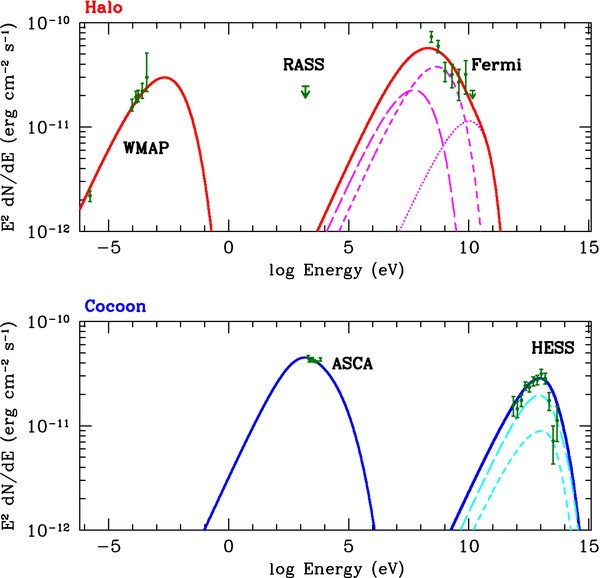 Halo
10⁻¹⁰
RASS
Fermi
10⁻¹¹
WMAP
10⁻¹²
E² dN/dE (erg cm⁻² s⁻¹)
−5 0 5 10 15
log Energy (eV)
Cocoon
10⁻¹⁰
HESS
ASCA
10⁻¹¹
10⁻¹²
E² dN/dE (erg cm⁻² s⁻¹)
−5 0 5 10 15
log Energy (eV)